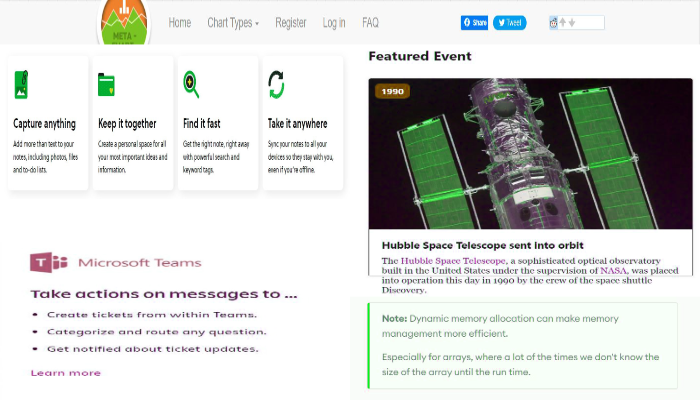 META -
Home Chart Types Register Log in FAQ
Share Tweet
Capture anything
Add more than text to your
notes, including photos, files
and to-do lists.
Keep it together
Create a personal space for all
your most important ideas and
information.
Find it fast
Get the right note, right away
with powerful search and
keyword tags.
Take it anywhere
Sync your notes to all your
devices so they stay with you,
even if you're offline.
Featured Event
1990
Hubble Space Telescope sent into orbit
The Hubble Space Telescope, a sophisticated optical observatory
built in the United States under the supervision of NASA, was placed
into operation this day in 1990 by the crew of the space shuttle
Discovery.
Microsoft Teams
Take actions on messages to ...
• Create tickets from within Teams.
• Categorize and route any question.
• Get notified about ticket updates.
Learn more
Note: Dynamic memory allocation can make memory
management more efficient.
Especially for arrays, where a lot of the times we don't know the
size of the array until the run time.